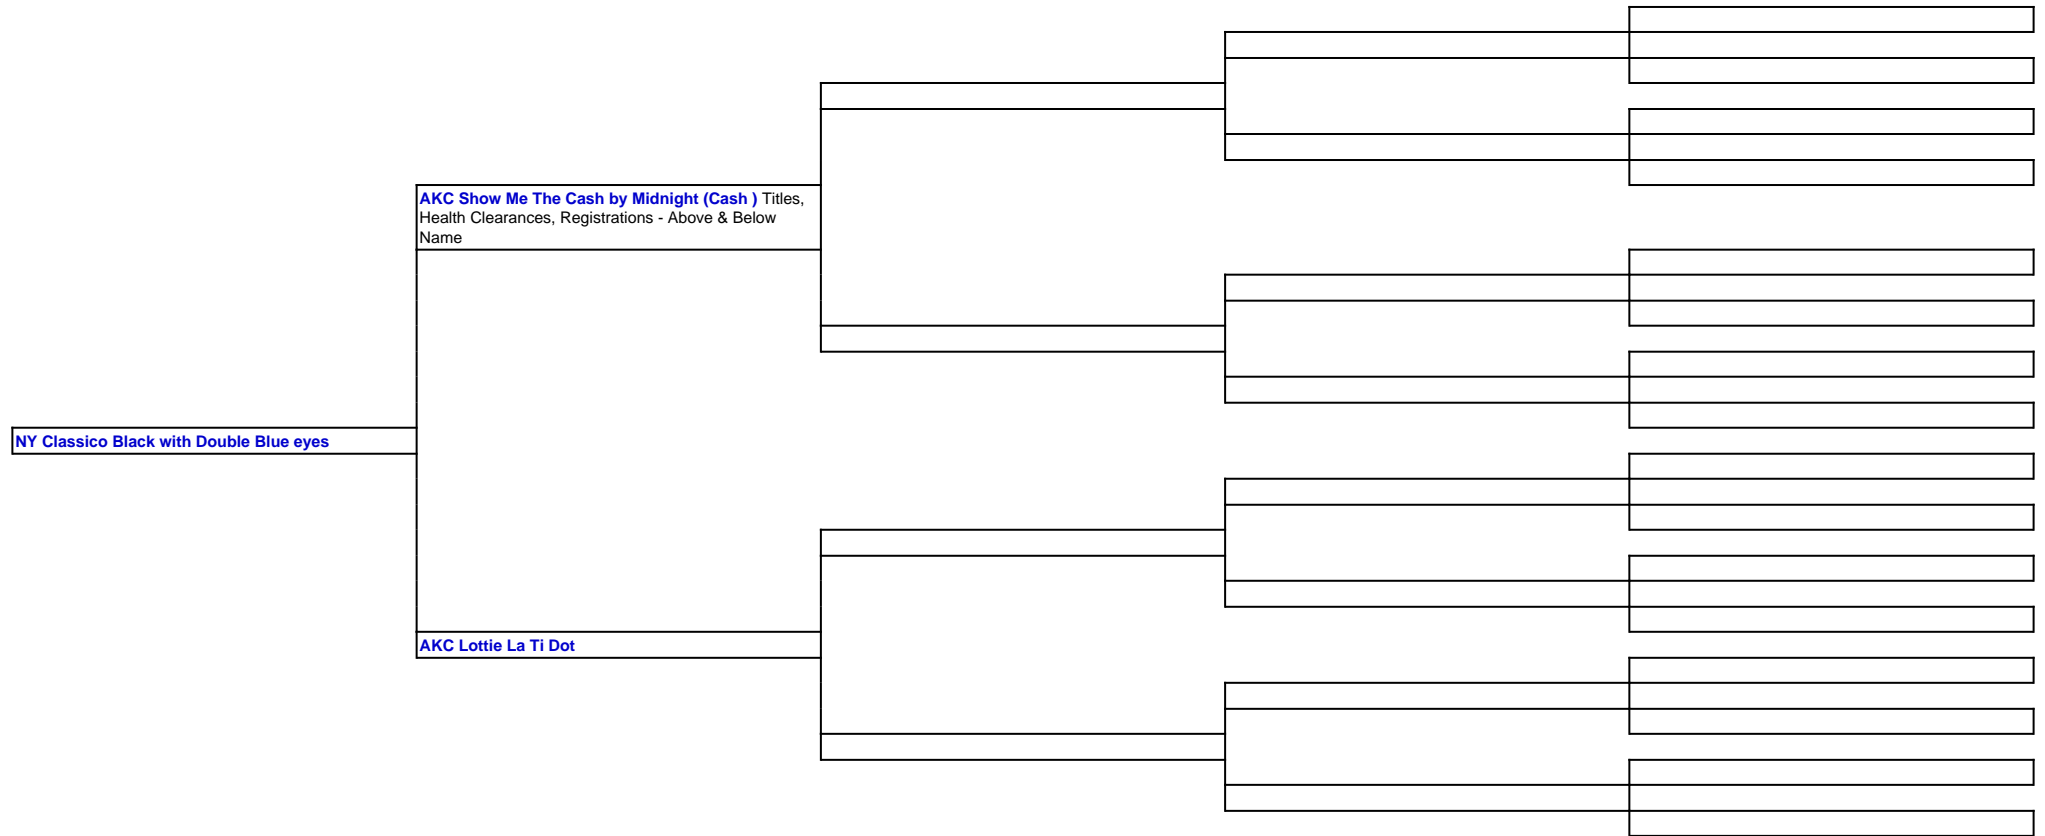 AKC Show Me The Cash by Midnight (Cash ) Titles,
Health Clearances, Registrations - Above & Below
Name
NY Classico Black with Double Blue eyes
AKC Lottie La Ti Dot